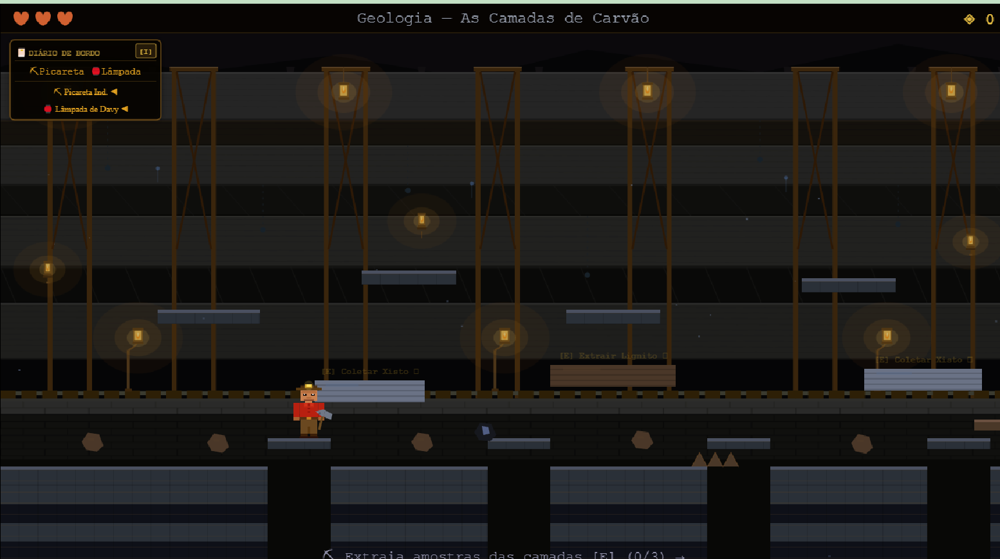 Geologia — As Camadas de Carvão
0
DIÁRIO DE BORDO [I]
Picareta Lâmpada
Picareta Ind. ◄
Lâmpada de Davy ◄
[E] Extrair Lignito
[E] Coletar Xisto
[E] Coletar Xisto
Extraia amostras das camadas [E] (0/3) →